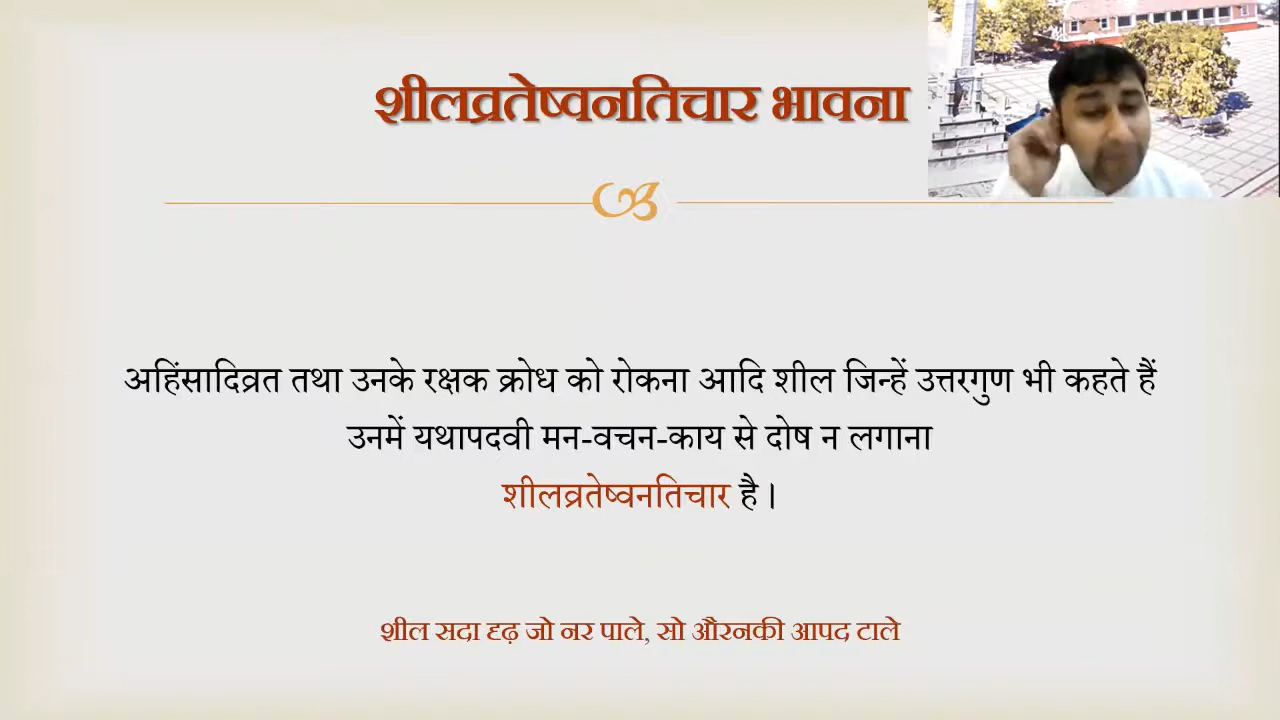 शीलव्रतेष्वनतिचार भावना
अहिंसादिव्रत तथा उनके रक्षक क्रोध को रोकना आदि शील जिन्हें उत्तरगुण भी कहते हैं
उनमें यथापदवी मन-वचन-काय से दोष न लगाना
शीलव्रतेष्वनतिचार है।
शील सदा दृढ़ जो नर पाले, सो औरनकी आपद टाले